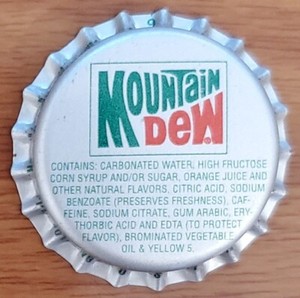 MOUNTaiN
DeW
CONTAINS: CARBONATED WATER, HIGH FRUCTOSE
CORN SYRUP AND/OR SUGAR, ORANGE JUICE AND
OTHER NATURAL FLAVORS, CITRIC ACID, SODIUM
BENZOATE (PRESERVES FRESHNESS), CAF-
FEINE, SODIUM CITRATE, GUM ARABIC, ERY-
THORBIC ACID AND EDTA (TO PROTECT
FLAVOR), BROMINATED VEGETABLE
OIL & YELLOW 5.